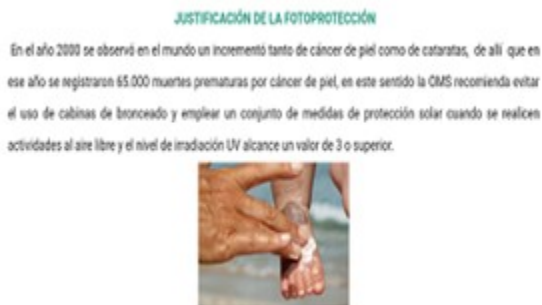 JUSTIFICACIÓN DE LA FOTOPROTECCIÓN
En el año 2000 se observó en el mundo un incrementó tanto de cáncer de piel como de cataratas, de allí que en
ese año se registraron 65.000 muertes prematuras por cáncer de piel, en este sentido la OMS recomienda evitar
el uso de cabinas de bronceado y emplear un conjunto de medidas de protección solar cuando se realicen
actividades al aire libre y el nivel de irradiación UV alcance un valor de 3 o superior.